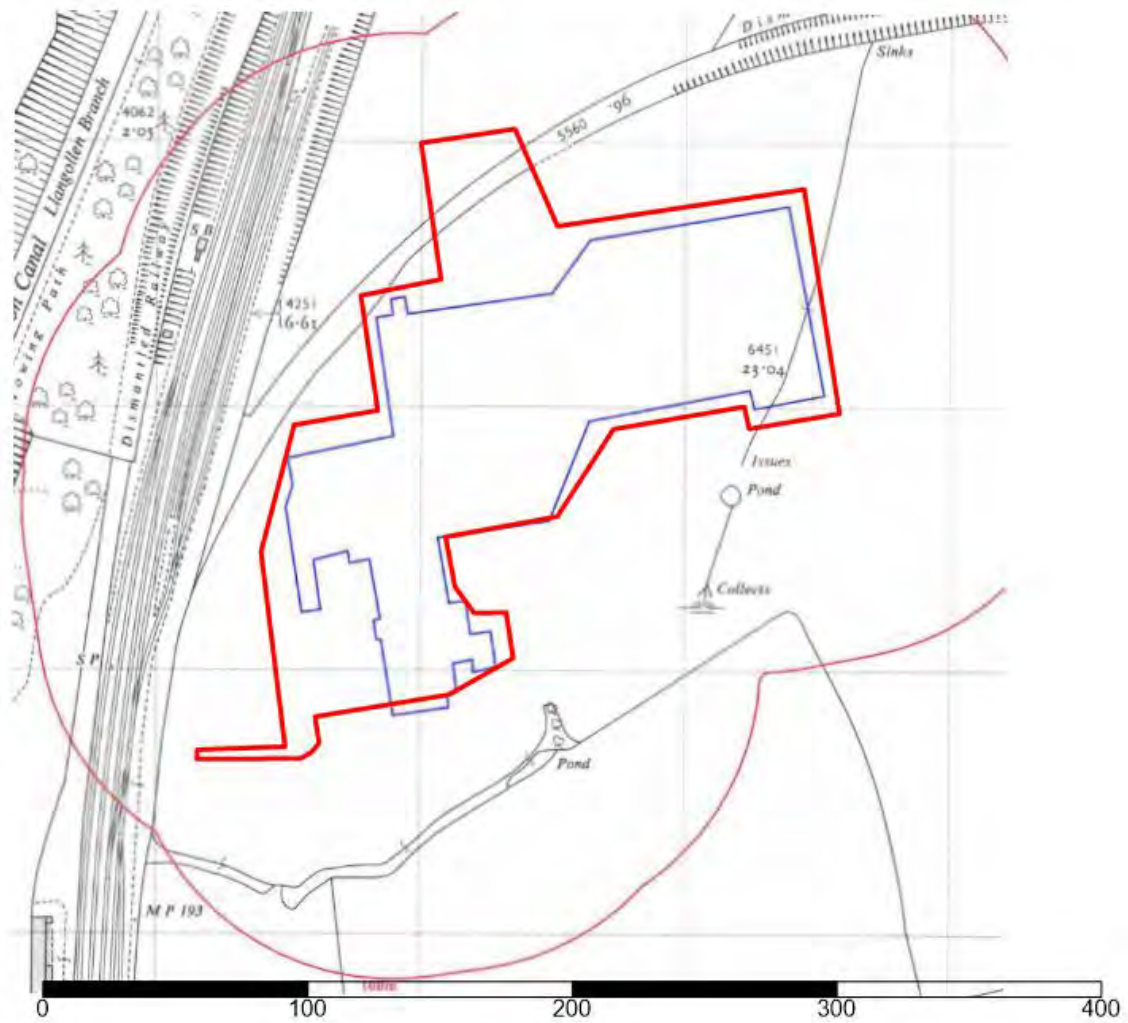 Dism
Sinks
4062
2·05
5560 ·96
Canal Llangollen Branch
Towing Path
Dismantled Railway
S B
4251
16·61
6451
23·04
Issues
Pond
Collects
S P
Pond
M P 193
100m
0 100 200 300 400